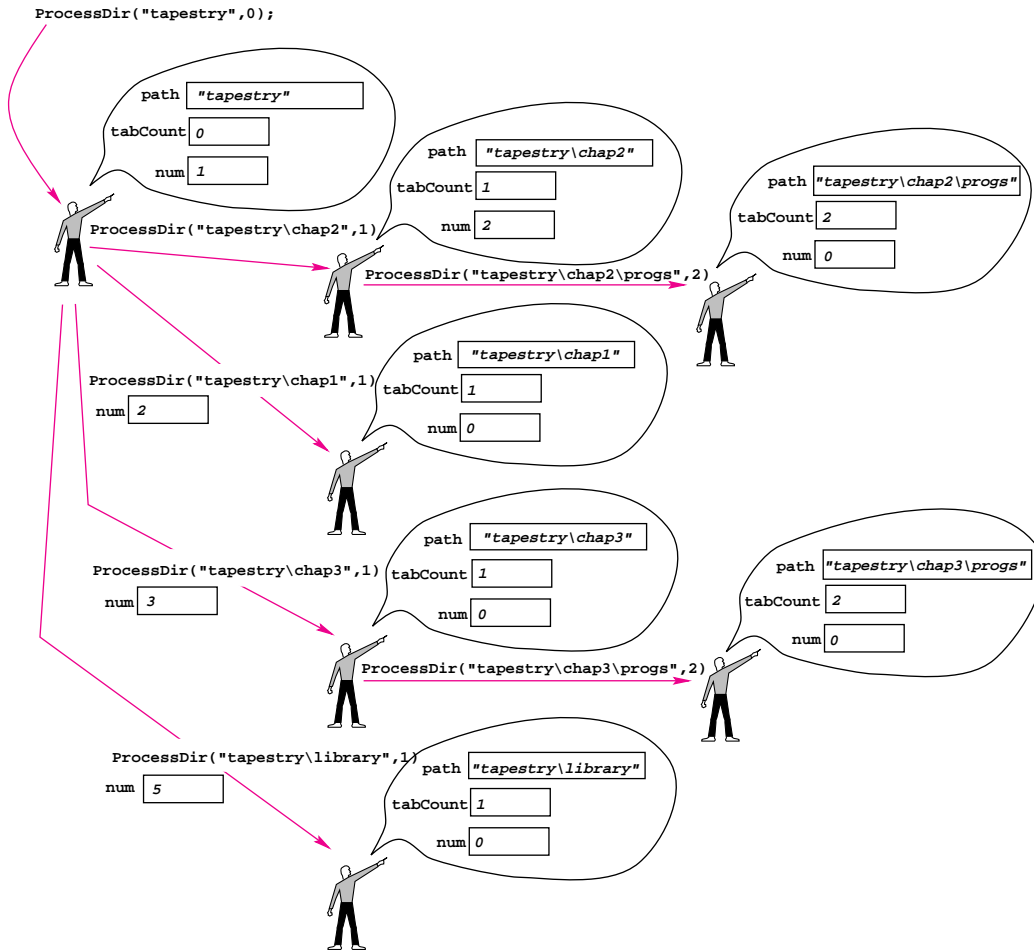 ProcessDir("tapestry",0);
path "tapestry"
tabCount 0
num 1
path "tapestry\chap2"
tabCount 1
num 2
path "tapestry\chap2\progs"
tabCount 2
num 0
ProcessDir("tapestry\chap2",1)
ProcessDir("tapestry\chap2\progs",2)
path "tapestry\chap1"
tabCount 1
num 0
ProcessDir("tapestry\chap1",1)
num 2
path "tapestry\chap3"
tabCount 1
num 0
path "tapestry\chap3\progs"
tabCount 2
num 0
ProcessDir("tapestry\chap3",1)
num 3
ProcessDir("tapestry\chap3\progs",2)
ProcessDir("tapestry\library",1)
num 5
path "tapestry\library"
tabCount 1
num 0